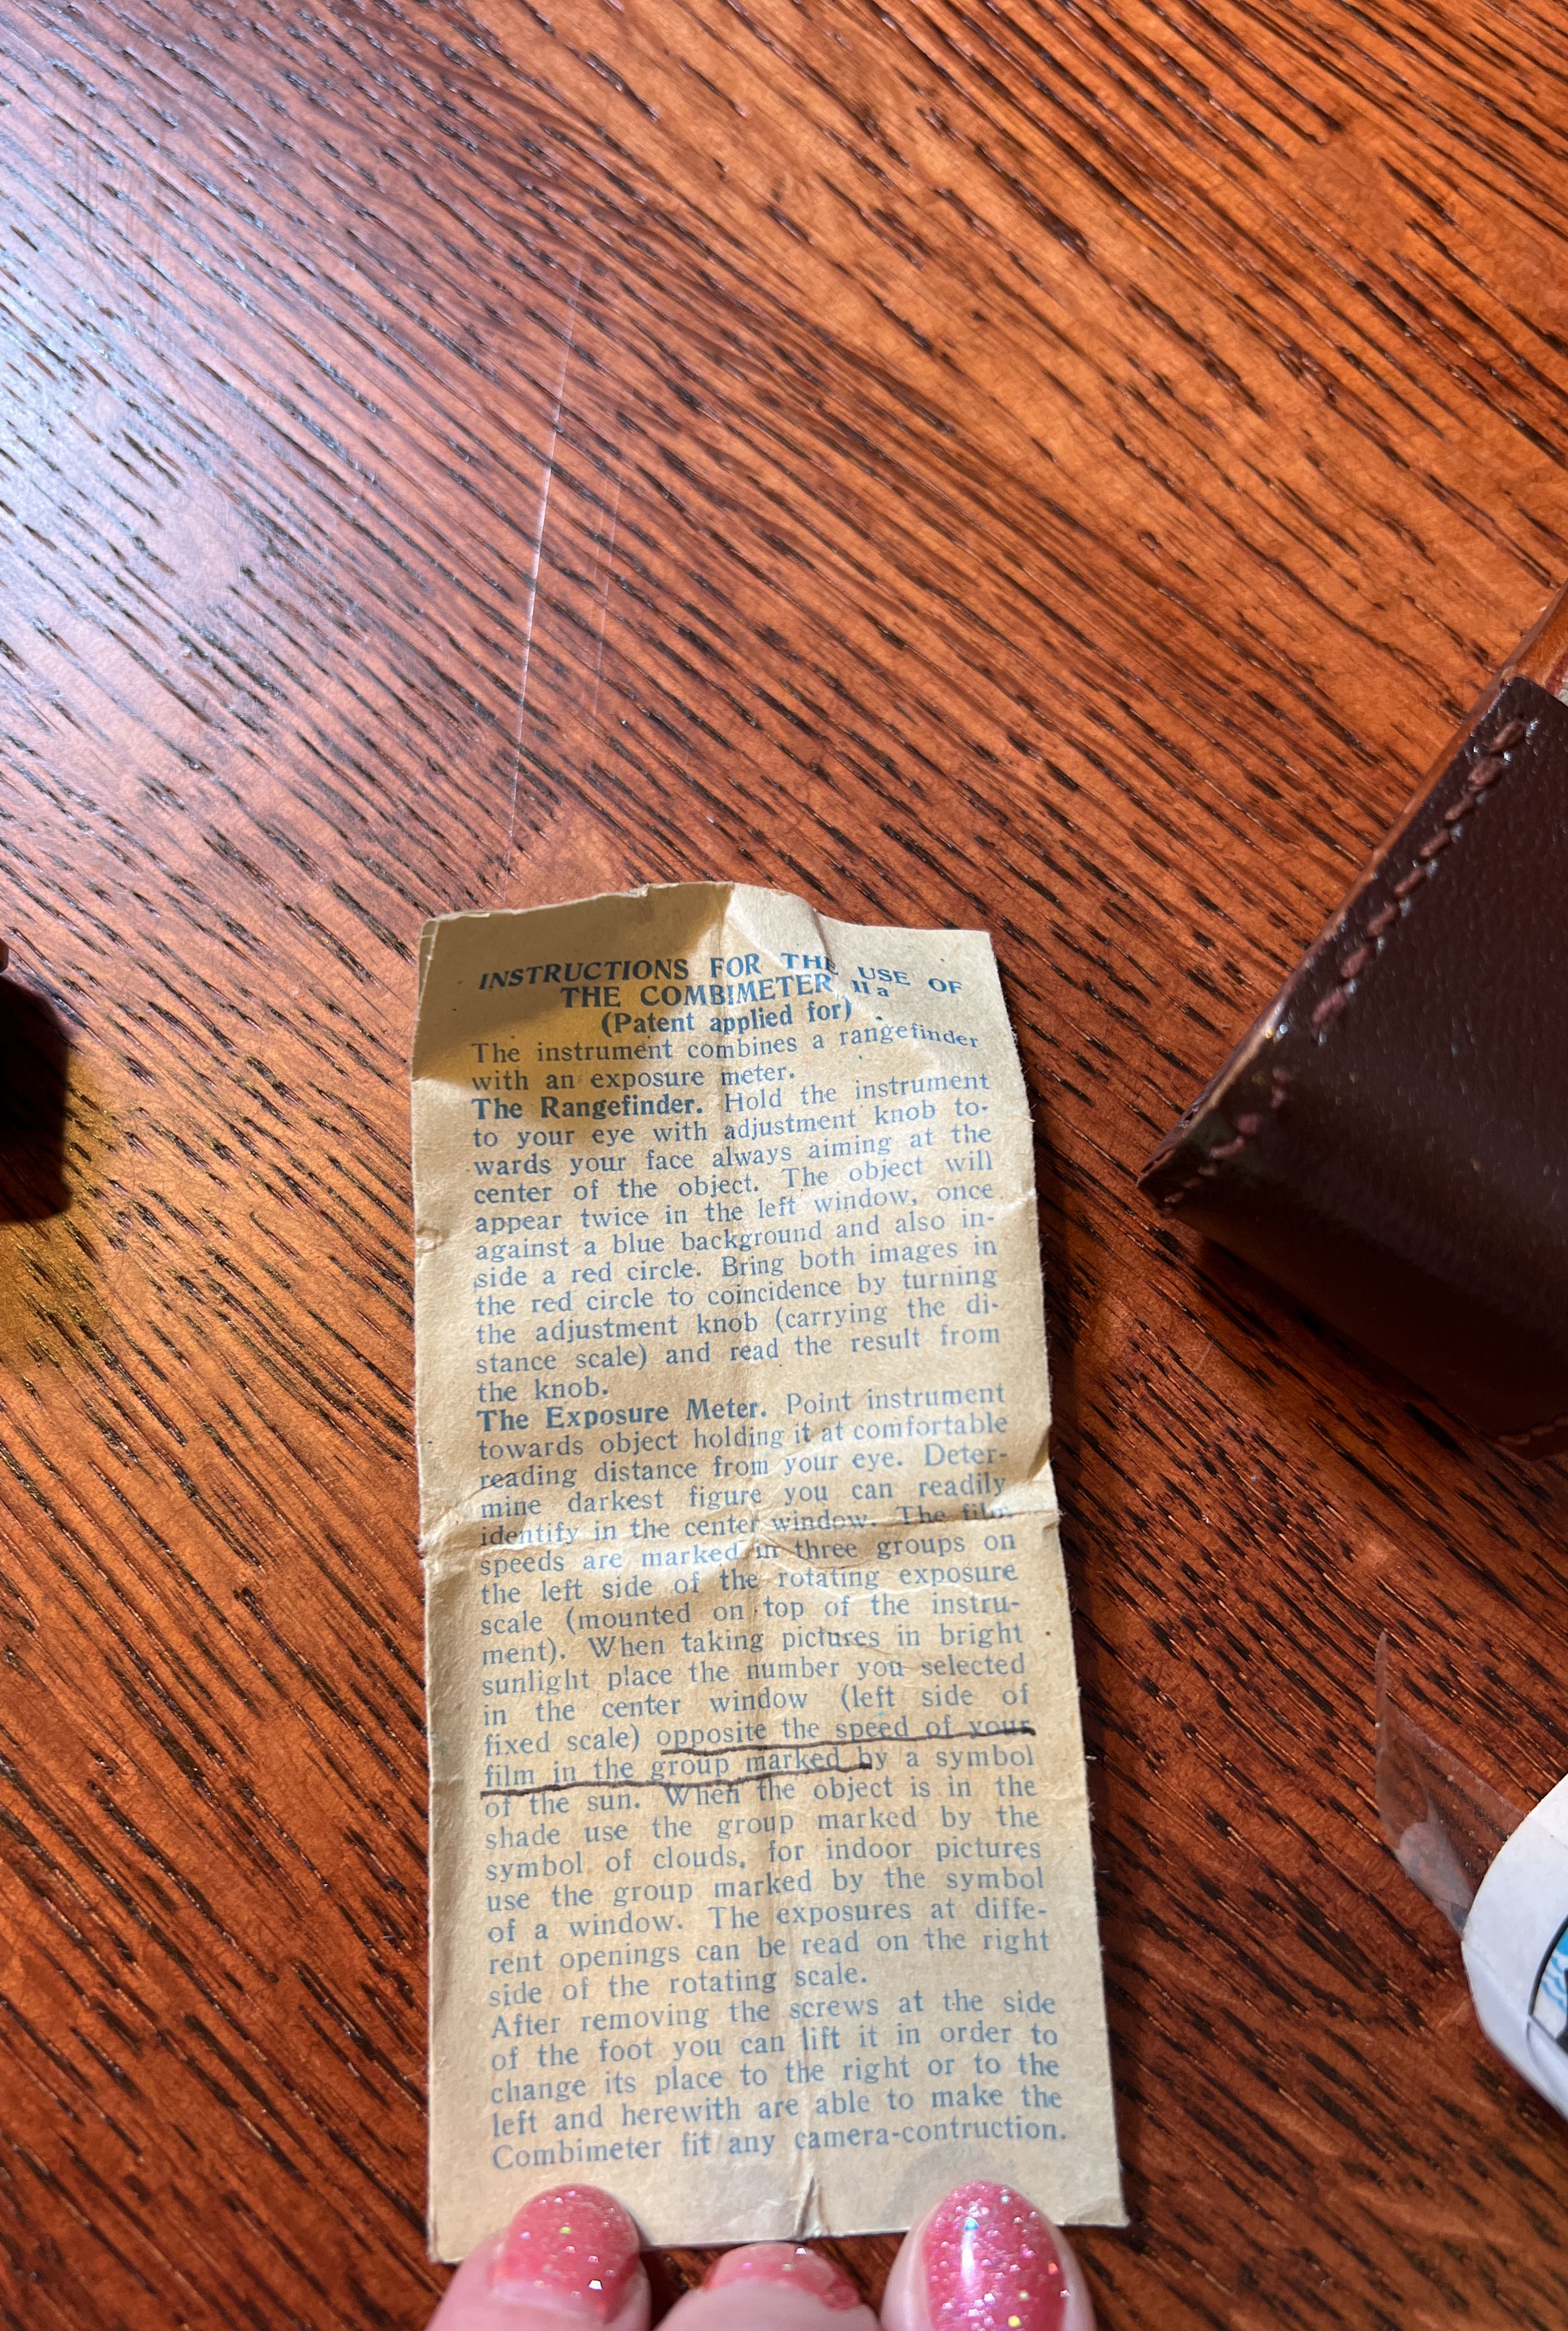 INSTRUCTIONS FOR THE USE OF
THE COMBIMETER II a
(Patent applied for)
The instrument combines a rangefinder
with an exposure meter.
The Rangefinder. Hold the instrument
to your eye with adjustment knob to-
wards your face always aiming at the
center of the object. The object will
appear twice in the left window, once
against a blue background and also in-
side a red circle. Bring both images in
the red circle to coincidence by turning
the adjustment knob (carrying the di-
stance scale) and read the result from
the knob.
The Exposure Meter. Point instrument
towards object holding it at comfortable
reading distance from your eye. Deter-
mine darkest figure you can readily
identify in the center window. The film
speeds are marked in three groups on
the left side of the rotating exposure
scale (mounted on top of the instru-
ment). When taking pictures in bright
sunlight place the number you selected
in the center window (left side of
fixed scale) opposite the speed of your
film in the group marked by a symbol
of the sun. When the object is in the
shade use the group marked by the
symbol of clouds, for indoor pictures
use the group marked by the symbol
of a window. The exposures at diffe-
rent openings can be read on the right
side of the rotating scale.
After removing the screws at the side
of the foot you can lift it in order to
change its place to the right or to the
left and herewith are able to make the
Combimeter fit any camera-contruction.